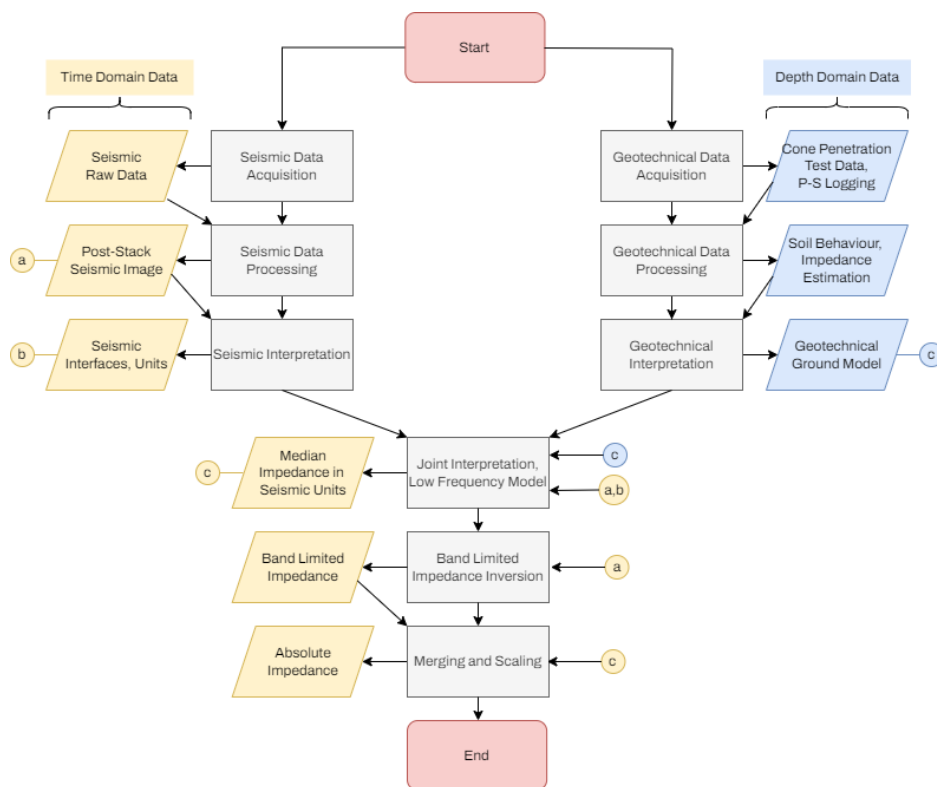 Start
Time Domain Data
Depth Domain Data
Seismic
Raw Data
Seismic Data
Acquisition
Geotechnical Data
Acquisition
Cone Penetration
Test Data,
P-S Logging
a
Post-Stack
Seismic Image
Seismic Data
Processing
Geotechnical Data
Processing
Soil Behaviour,
Impedance
Estimation
b
Seismic
Interfaces, Units
Seismic Interpretation
Geotechnical
Interpretation
Geotechnical
Ground Model
c
c
Median
Impedance in
Seismic Units
Joint Interpretation,
Low Frequency Model
c
a,b
Band Limited
Impedance
Band Limited
Impedance Inversion
a
Absolute
Impedance
Merging and Scaling
c
End